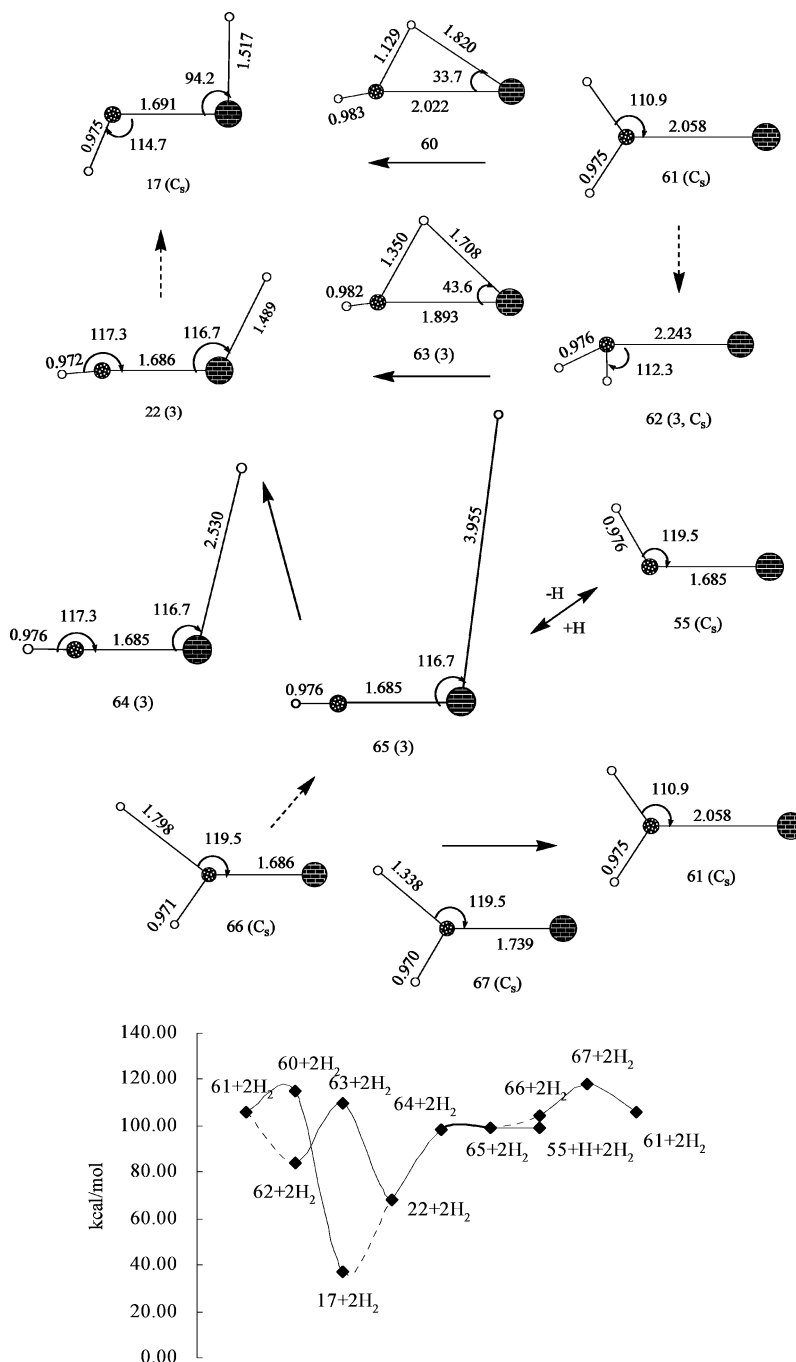 1.517
94.2
1.691
0.975
114.7
17 (Cs)
1.129
1.820
33.7
0.983
2.022
60
110.9
2.058
0.975
61 (Cs)
1.350
1.708
0.982
43.6
1.893
63 (3)
117.3
116.7
1.489
0.972
1.686
22 (3)
0.976
2.243
112.3
62 (3, Cs)
2.530
117.3
116.7
0.976
1.685
64 (3)
3.955
116.7
0.976
1.685
65 (3)
-H
+H
0.976
119.5
1.685
55 (Cs)
1.798
119.5
1.686
0.971
66 (Cs)
1.338
119.5
1.739
0.970
67 (Cs)
110.9
2.058
0.975
61 (Cs)
140.00
120.00
100.00
80.00
60.00
40.00
20.00
0.00
kcal/mol
61+2H2
60+2H2
63+2H2
64+2H2
66+2H2
67+2H2
62+2H2
65+2H2
55+H+2H2
61+2H2
22+2H2
17+2H2